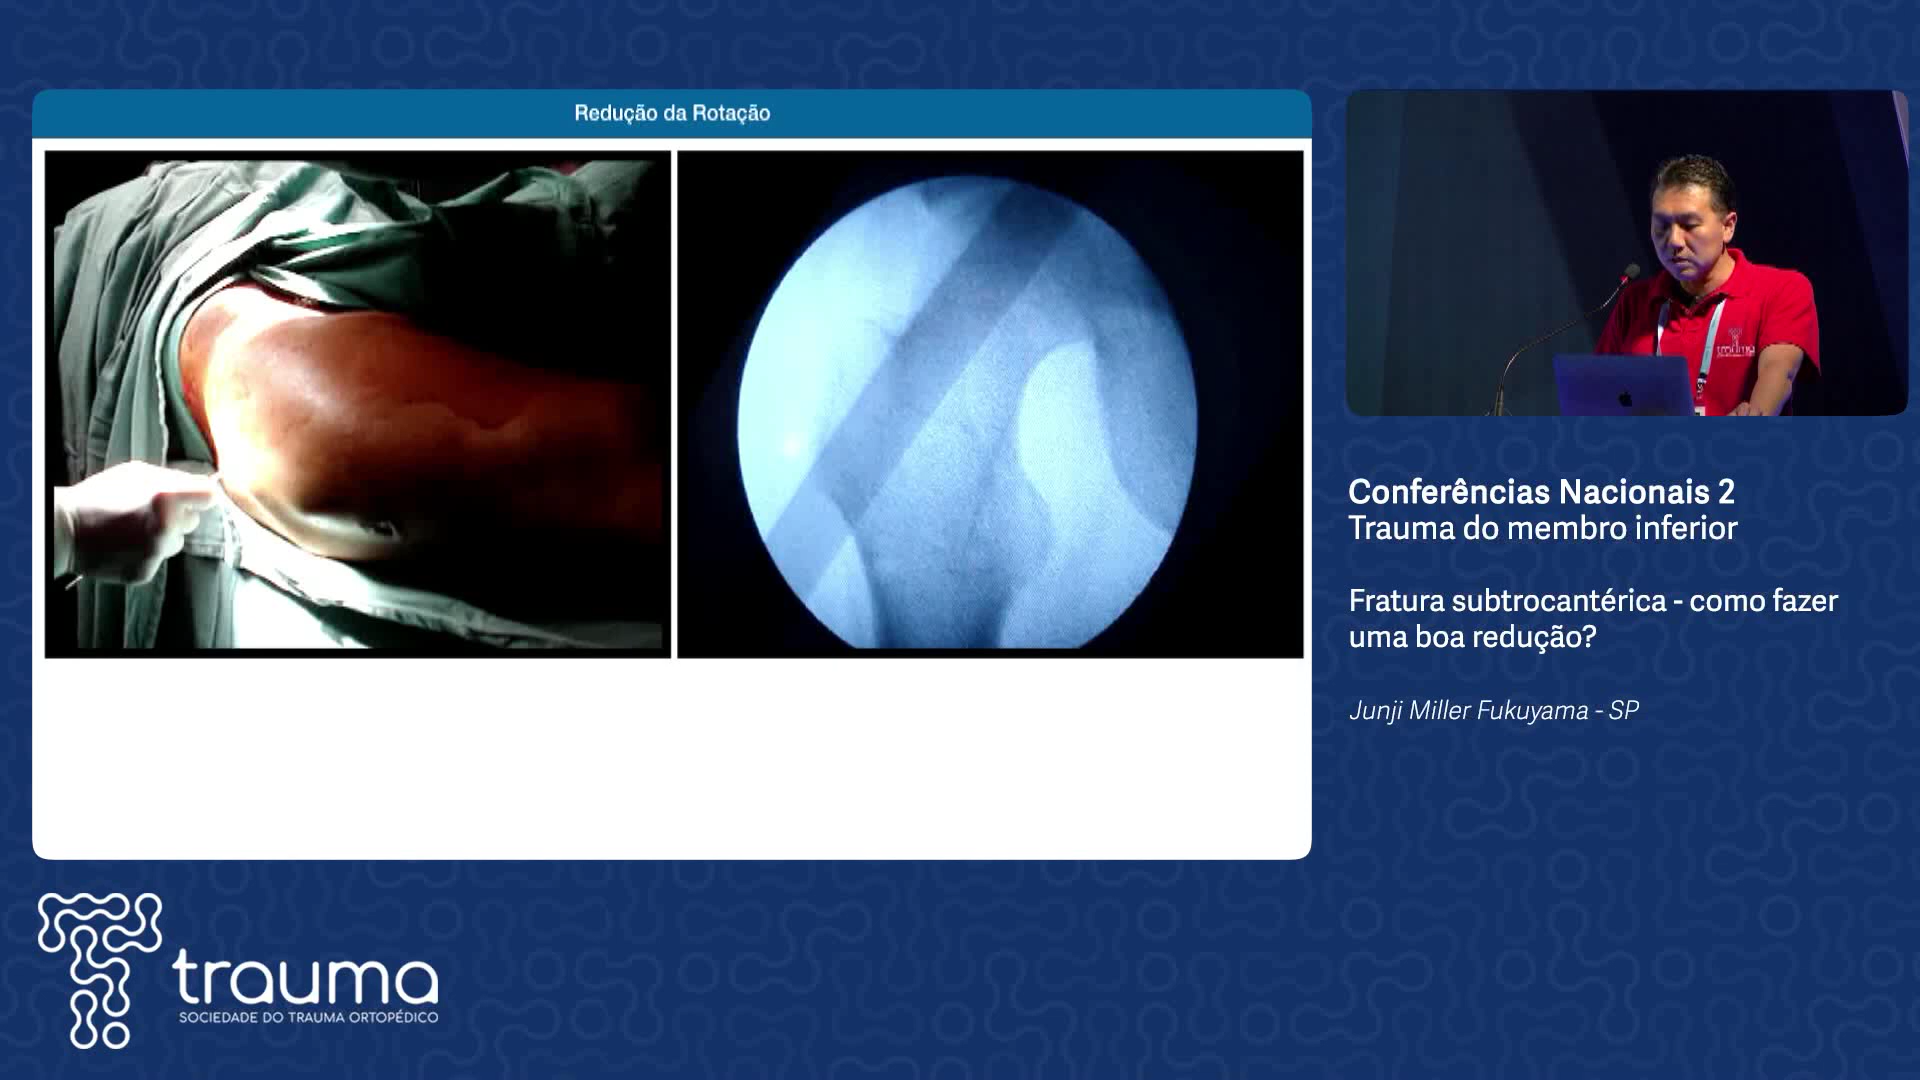 Redução da Rotação
trauma
Conferências Nacionais 2
Trauma do membro inferior
Fratura subtrocantérica - como fazer
uma boa redução?
Junji Miller Fukuyama - SP
trauma
SOCIEDADE DO TRAUMA ORTOPÉDICO